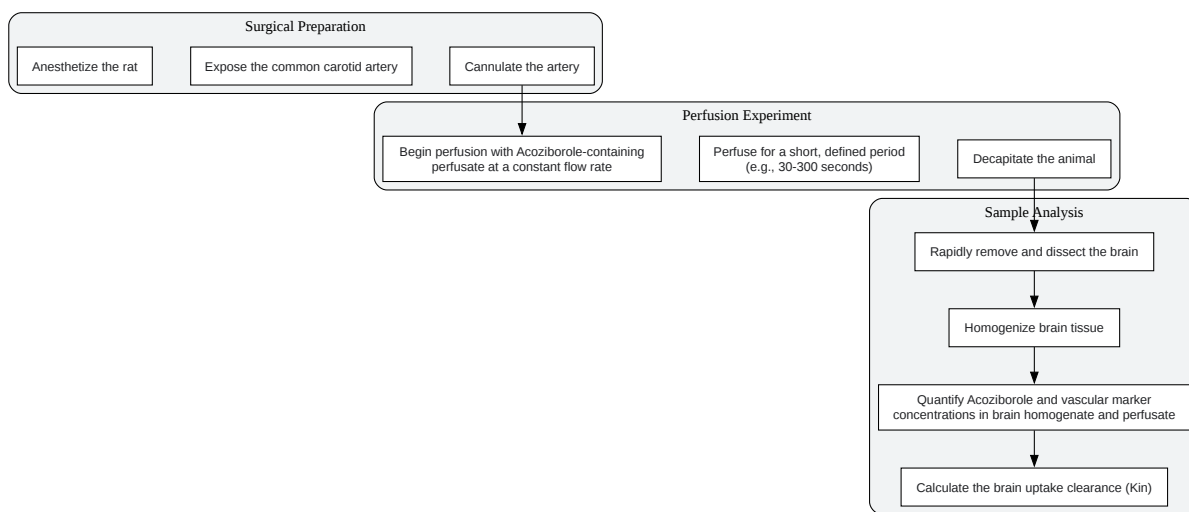 Surgical Preparation
Anesthetize the rat
Expose the common carotid artery
Cannulate the artery
Perfusion Experiment
Begin perfusion with Acoziborole-containing
perfusate at a constant flow rate
Perfuse for a short, defined period
(e.g., 30-300 seconds)
Decapitate the animal
Sample Analysis
Rapidly remove and dissect the brain
Homogenize brain tissue
Quantify Acoziborole and vascular marker
concentrations in brain homogenate and perfusate
Calculate the brain uptake clearance (Kin)